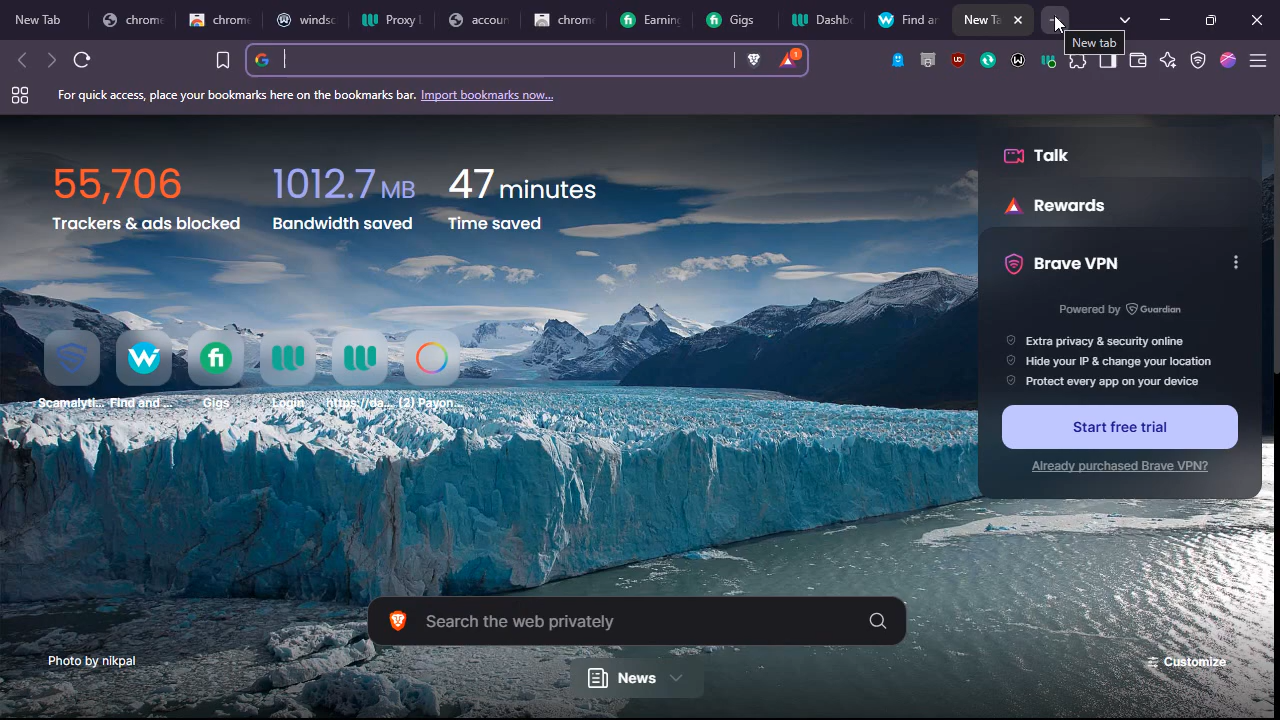 New Tab
chrome
chrome
windsc
Proxy
accoun
chrome
Earning
Gigs
Dashbo
Find an
New Ta
New tab
1
For quick access, place your bookmarks here on the bookmarks bar. Import bookmarks now...
55,706
Trackers & ads blocked
1012.7 MB
Bandwidth saved
47 minutes
Time saved
Talk
Rewards
Brave VPN
Powered by Guardian
Extra privacy & security online
Hide your IP & change your location
Protect every app on your device
Start free trial
Already purchased Brave VPN?
Scamalyti...
Find and ...
Gigs
Login
https://da...
(2) Payon...
Search the web privately
Photo by nikpal
News
Customize